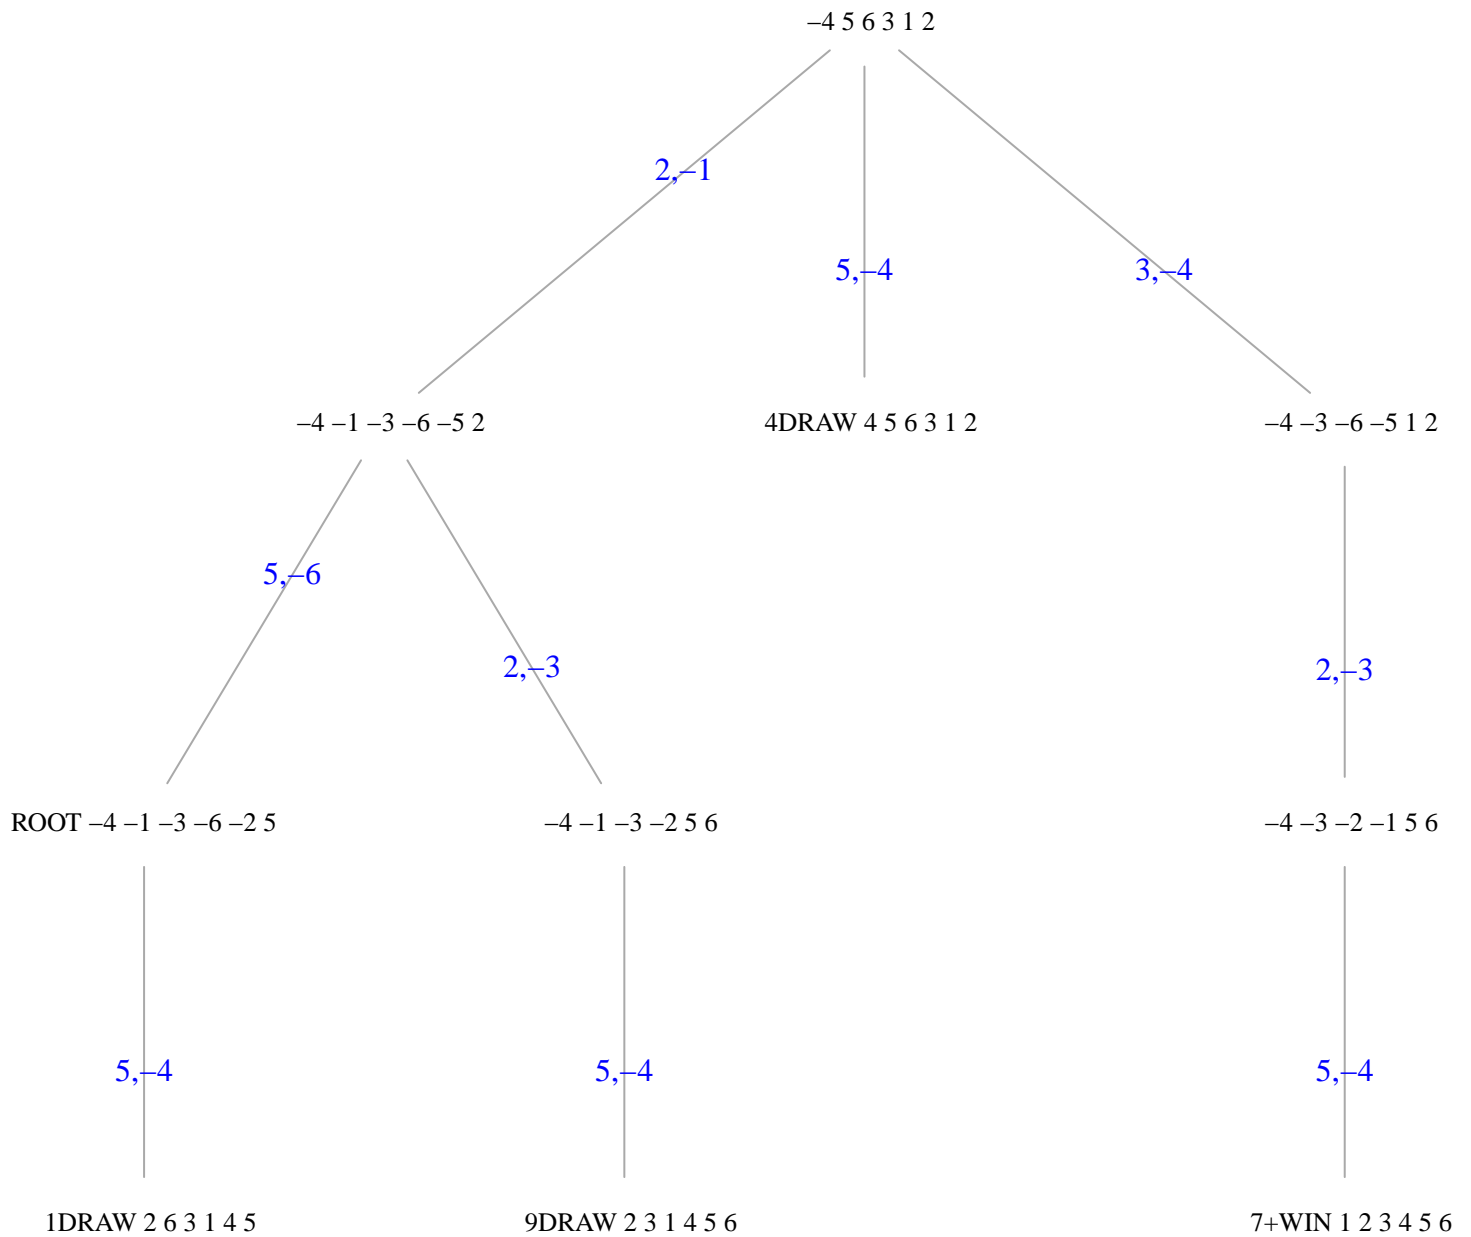 –4 5 6 3 1 2
2,–1
5,–4
3,–4
–4 –1 –3 –6 –5 2
4DRAW 4 5 6 3 1 2
–4 –3 –6 –5 1 2
5,–6
2,–3
2,–3
ROOT –4 –1 –3 –6 –2 5
–4 –1 –3 –2 5 6
–4 –3 –2 –1 5 6
5,–4
5,–4
5,–4
1DRAW 2 6 3 1 4 5
9DRAW 2 3 1 4 5 6
7+WIN 1 2 3 4 5 6